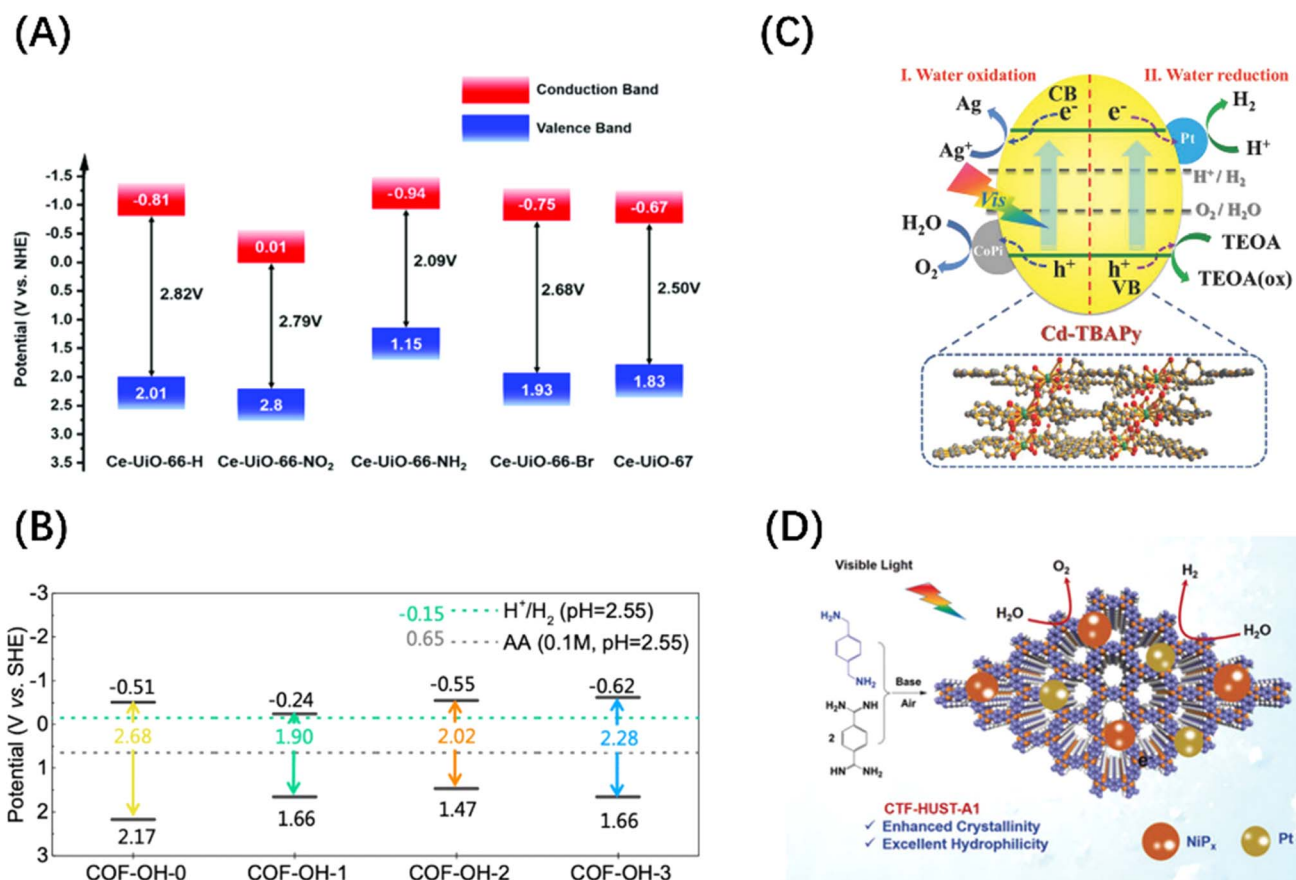 (A)
Conduction Band
Valence Band
Potential (V vs. NHE)
-1.5
-1.0
-0.5
0.0
0.5
1.0
1.5
2.0
2.5
3.0
3.5
-0.81
2.82V
2.01
0.01
2.79V
2.8
-0.94
2.09V
1.15
-0.75
2.68V
1.93
-0.67
2.50V
1.83
Ce-UiO-66-H
Ce-UiO-66-NO₂
Ce-UiO-66-NH₂
Ce-UiO-66-Br
Ce-UiO-67
(B)
Potential (V vs. SHE)
-3
-2
-1
0
1
2
3
-0.15 H⁺/H₂ (pH=2.55)
0.65 AA (0.1M, pH=2.55)
-0.51
2.68
2.17
-0.24
1.90
1.66
-0.55
2.02
1.47
-0.62
2.28
1.66
COF-OH-0
COF-OH-1
COF-OH-2
COF-OH-3
(C)
I. Water oxidation
II. Water reduction
CB
Ag
e⁻
e⁻
H₂
Ag⁺
Pt
H⁺
H⁺/H₂
Vis
O₂/H₂O
H₂O
CoPi
TEOA
O₂
h⁺
h⁺
VB
TEOA(ox)
Cd-TBAPy
(D)
Visible Light
O₂
H₂
H₂O
H₂O
H₂N
NH₂
Base
Air
H₂N
NH
2
HN
NH₂
e
CTF-HUST-A1
✓ Enhanced Crystallinity
✓ Excellent Hydrophilicity
NiPₓ
Pt